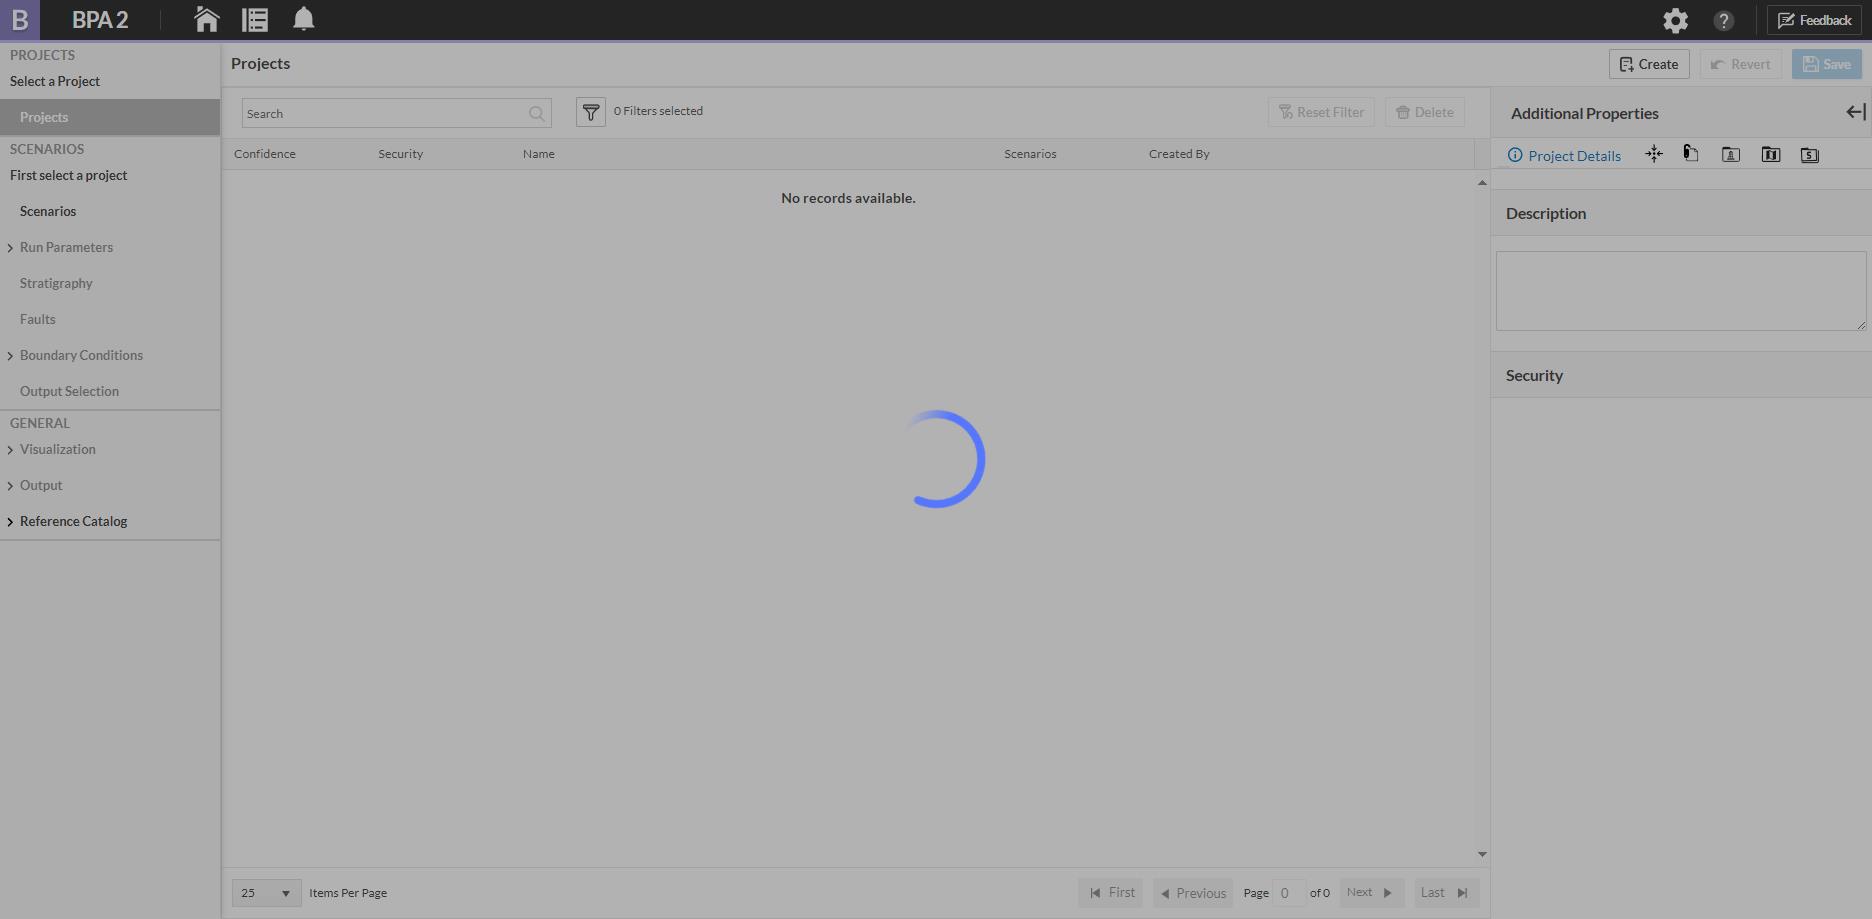 B BPA 2 Feedback
PROJECTS
Select a Project
Projects
SCENARIOS
First select a project
Scenarios
Run Parameters
Stratigraphy
Faults
Boundary Conditions
Output Selection
GENERAL
Visualization
Output
Reference Catalog
Projects Create Revert Save
Search 0 Filters selected Reset Filter Delete
Confidence Security Name Scenarios Created By
No records available.
25 Items Per Page First Previous Page 0 of 0 Next Last
Additional Properties
Project Details
Description
Security